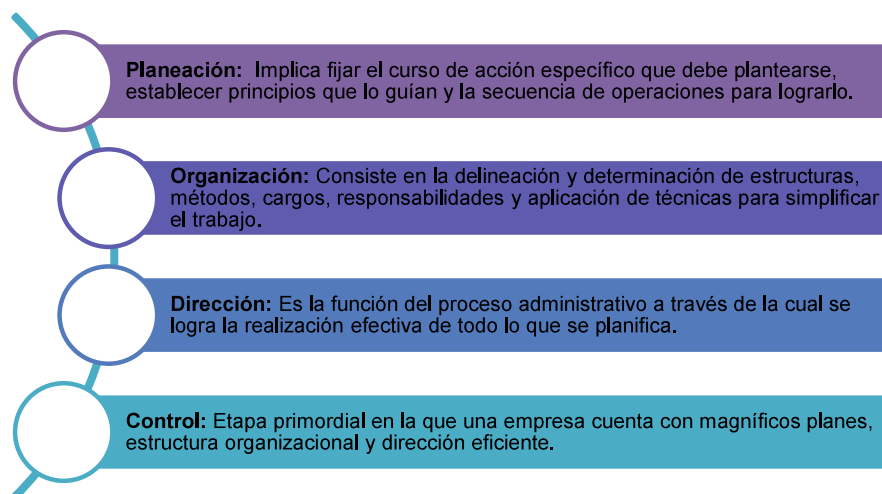 Planeación: Implica fijar el curso de acción específico que debe plantearse,
establecer principios que lo guían y la secuencia de operaciones para lograrlo.
Organización: Consiste en la delineación y determinación de estructuras,
métodos, cargos, responsabilidades y aplicación de técnicas para simplificar
el trabajo.
Dirección: Es la función del proceso administrativo a través de la cual se
logra la realización efectiva de todo lo que se planifica.
Control: Etapa primordial en la que una empresa cuenta con magníficos planes,
estructura organizacional y dirección eficiente.